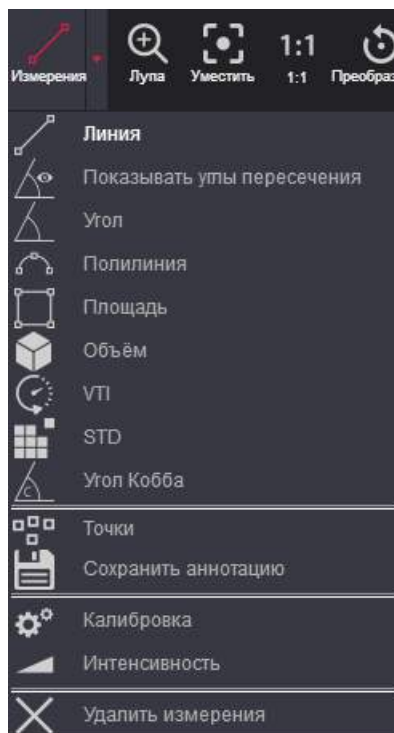 1:1
Измерения Лупа Уместить 1:1 Преобраз
Линия
Показывать углы пересечения
Угол
Полилиния
Площадь
Объём
VTI
STD
C
Угол Кобба
Точки
Сохранить аннотацию
Калибровка
Интенсивность
Удалить измерения